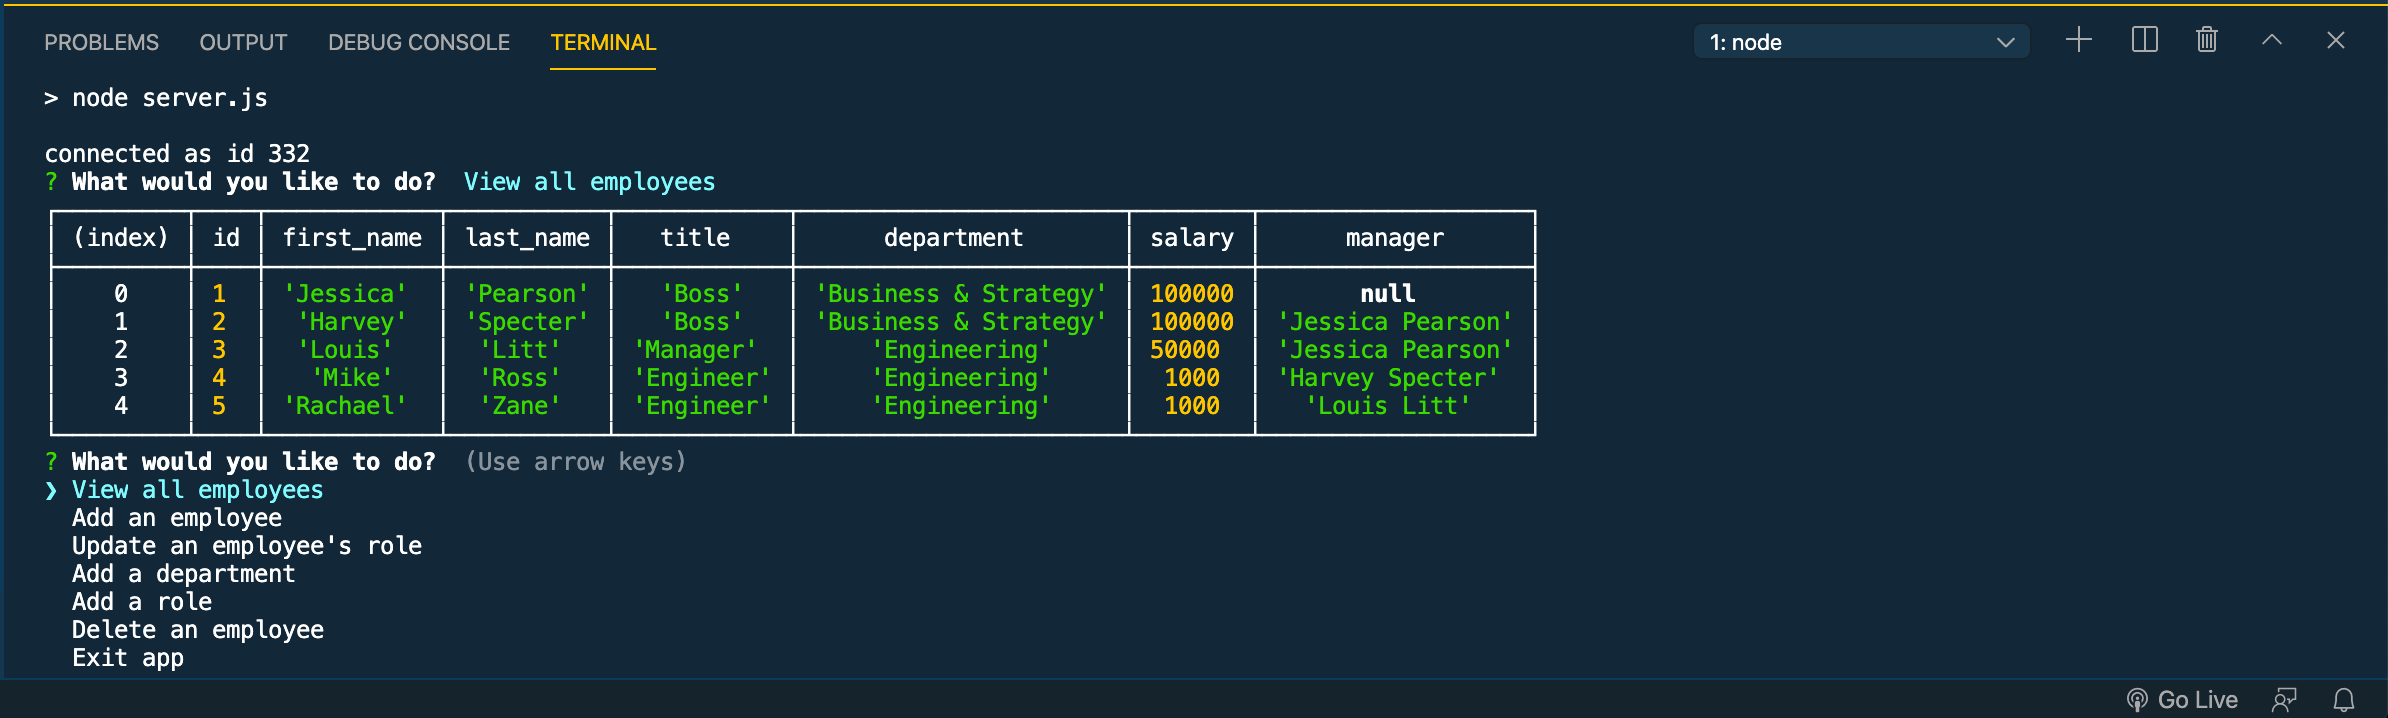 PROBLEMS OUTPUT DEBUG CONSOLE TERMINAL 1: node
> node server.js
connected as id 332
? What would you like to do? View all employees
(index) id first_name last_name title department salary manager
0 1 'Jessica' 'Pearson' 'Boss' 'Business & Strategy' 100000 null
1 2 'Harvey' 'Specter' 'Boss' 'Business & Strategy' 100000 'Jessica Pearson'
2 3 'Louis' 'Litt' 'Manager' 'Engineering' 50000 'Jessica Pearson'
3 4 'Mike' 'Ross' 'Engineer' 'Engineering' 1000 'Harvey Specter'
4 5 'Rachael' 'Zane' 'Engineer' 'Engineering' 1000 'Louis Litt'
? What would you like to do? (Use arrow keys)
❯ View all employees
Add an employee
Update an employee's role
Add a department
Add a role
Delete an employee
Exit app
Go Live